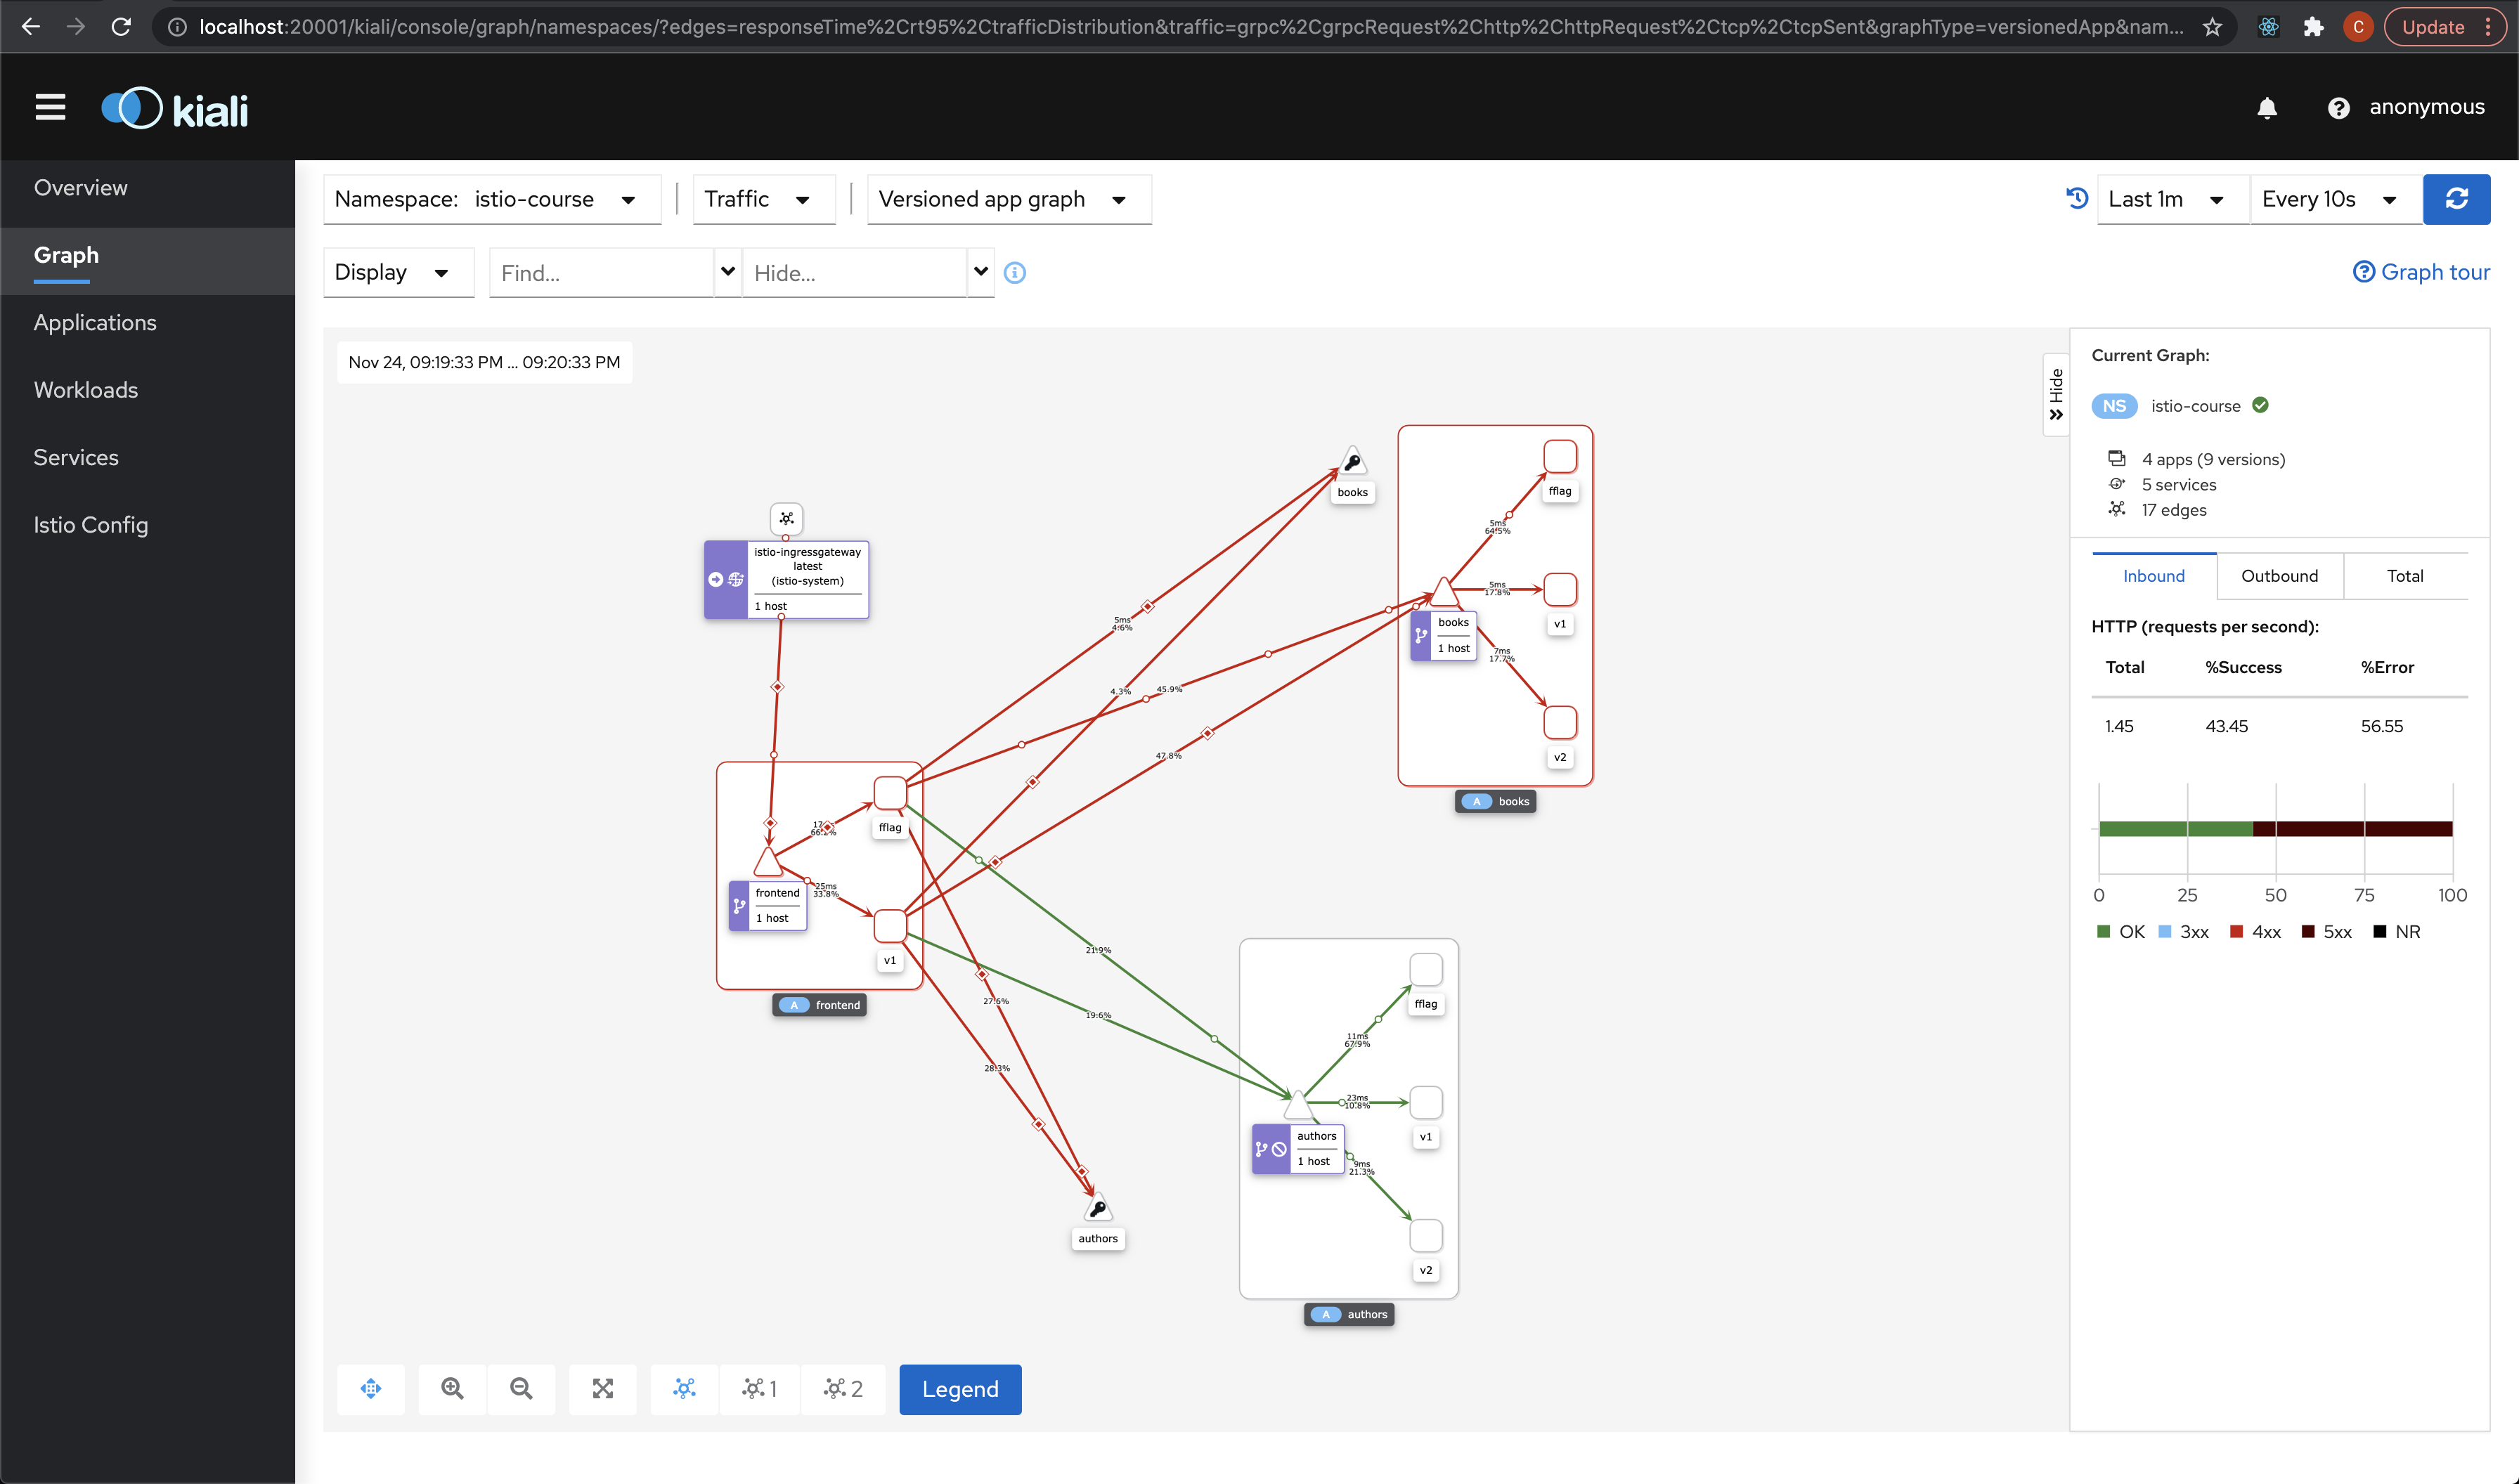 localhost:20001/kiali/console/graph/namespaces/?edges=responseTime%2Crt95%2CtrafficDistribution&traffic=grpc%2CgrpcRequest%2Chttp%2ChttpRequest%2Ctcp%2CtcpSent&graphType=versionedApp&nam...
C
Update
kiali
anonymous
Overview
Graph
Applications
Workloads
Services
Istio Config
Namespace: istio-course
Traffic
Versioned app graph
Last 1m
Every 10s
Display
Find...
Hide...
Graph tour
Nov 24, 09:19:33 PM ... 09:20:33 PM
Hide
books
fflag
5ms
64.5%
istio-ingressgateway
latest
(istio-system)
1 host
5ms
17.8%
v1
books
1 host
7ms
17.7%
v2
A books
5ms
4.6%
4.3%
45.9%
47.8%
66.2%
fflag
frontend
1 host
25ms
33.8%
v1
A frontend
21.9%
27.6%
19.6%
28.3%
fflag
11ms
67.9%
23ms
10.8%
v1
authors
1 host
9ms
21.3%
v2
A authors
authors
1
2
Legend
Current Graph:
NS istio-course
4 apps (9 versions)
5 services
17 edges
Inbound
Outbound
Total
HTTP (requests per second):
Total %Success %Error
1.45 43.45 56.55
0 25 50 75 100
OK 3xx 4xx 5xx NR